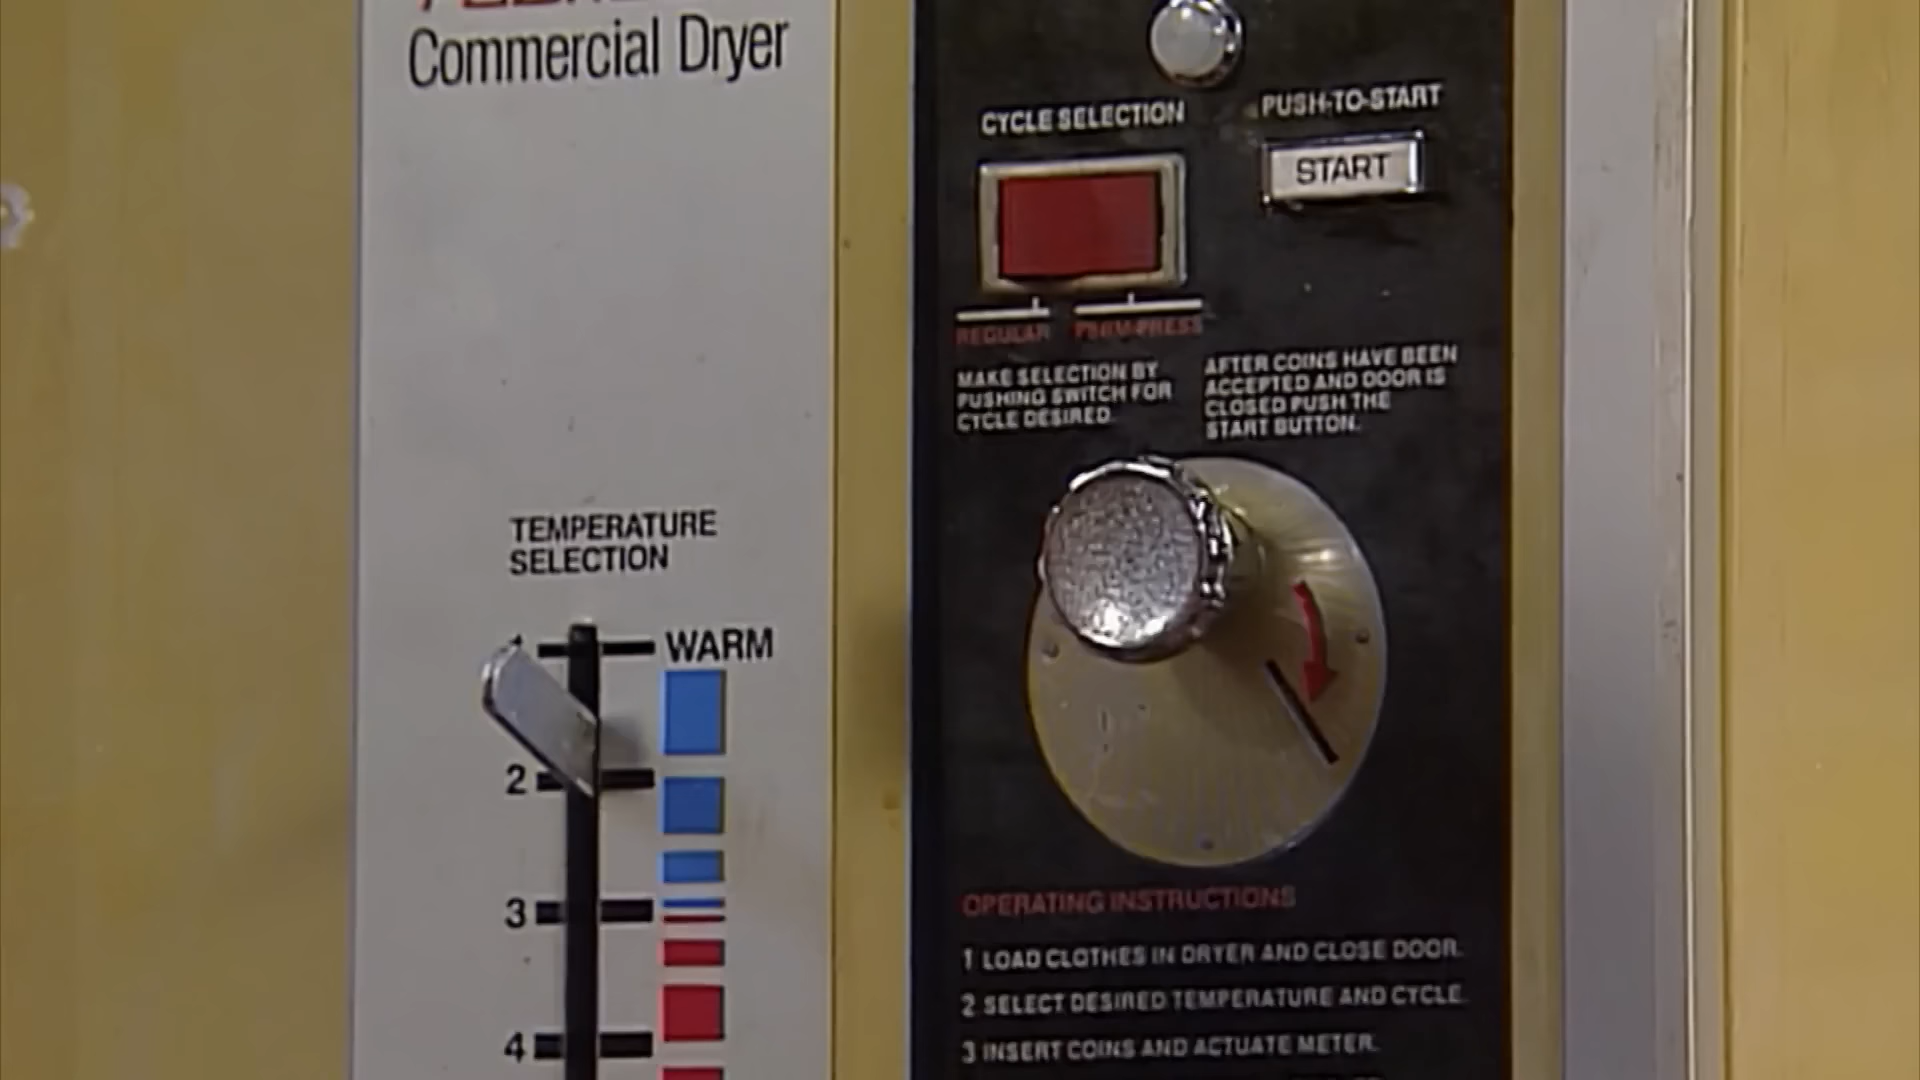 Commercial Dryer
TEMPERATURE
SELECTION
1
WARM
2
3
4
CYCLE SELECTION
PUSH-TO-START
START
REGULAR PERM-PRESS
MAKE SELECTION BY
PUSHING SWITCH FOR
CYCLE DESIRED.
AFTER COINS HAVE BEEN
ACCEPTED AND DOOR IS
CLOSED PUSH THE
START BUTTON.
OPERATING INSTRUCTIONS
1 LOAD CLOTHES IN DRYER AND CLOSE DOOR.
2 SELECT DESIRED TEMPERATURE AND CYCLE.
3 INSERT COINS AND ACTUATE METER.